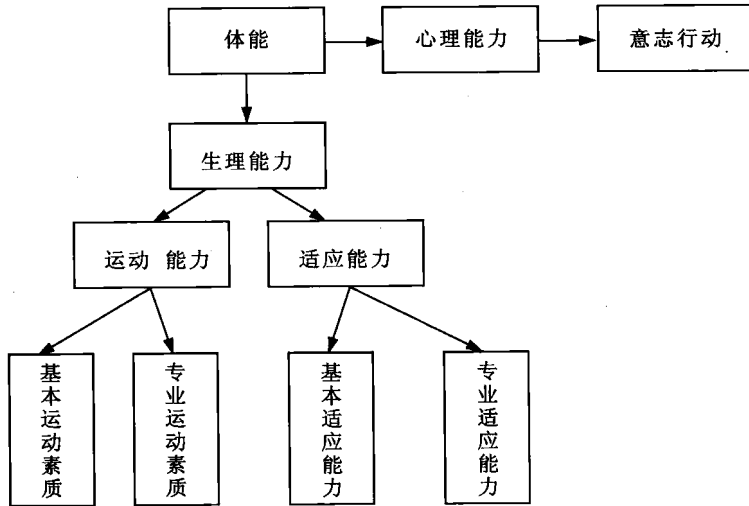 体能
心理能力
意志行动
生理能力
运动 能力
适应能力
基本运动素质
专业运动素质
基本适应能力
专业适应能力